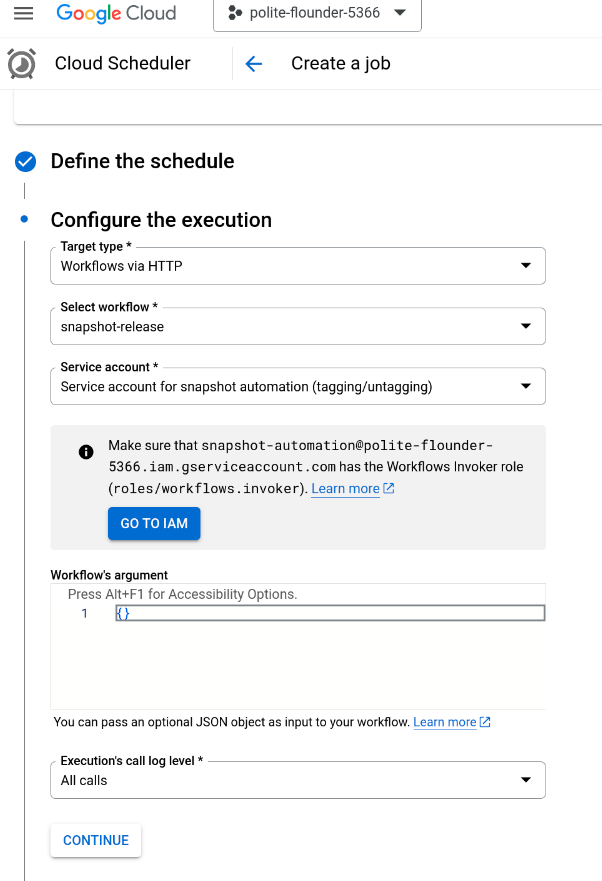 Google Cloud
polite-flounder-5366
Cloud Scheduler
Create a job
Define the schedule
Configure the execution
Target type *
Workflows via HTTP
Select workflow *
snapshot-release
Service account *
Service account for snapshot automation (tagging/untagging)
Make sure that snapshot-automation@polite-flounder-
5366.iam.gserviceaccount.com has the Workflows Invoker role
(roles/workflows.invoker). Learn more
GO TO IAM
Workflow's argument
Press Alt+F1 for Accessibility Options.
1 {}
You can pass an optional JSON object as input to your workflow. Learn more
Execution's call log level *
All calls
CONTINUE